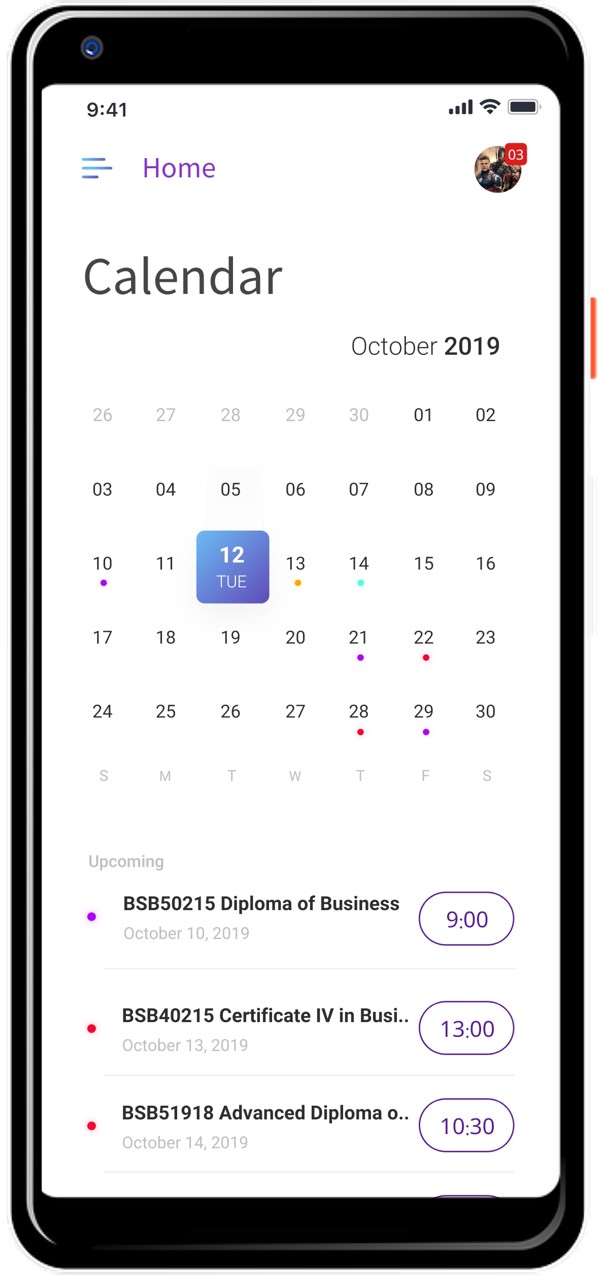 9:41
Home
03
Calendar
October 2019
26 27 28 29 30 01 02
03 04 05 06 07 08 09
10 11 12 13 14 15 16
TUE
17 18 19 20 21 22 23
24 25 26 27 28 29 30
S M T W T F S
Upcoming
BSB50215 Diploma of Business
October 10, 2019
9:00
BSB40215 Certificate IV in Busi..
October 13, 2019
13:00
BSB51918 Advanced Diploma o..
October 14, 2019
10:30